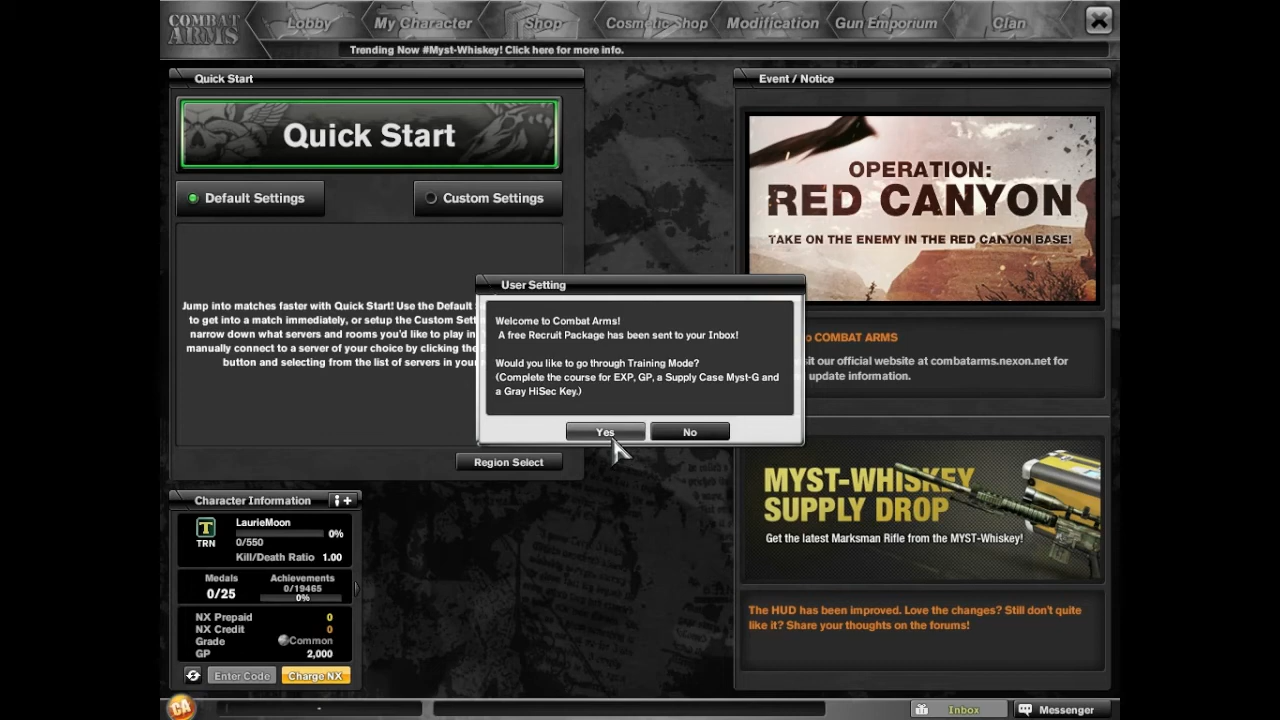 COMBAT
ARMS
Lobby
My Character
Shop
Cosmetic Shop
Modification
Gun Emporium
Clan
Trending Now #Myst-Whiskey! Click here for more info.
Quick Start
Quick Start
Default Settings
Custom Settings
Jump into matches faster with Quick Start! Use the Default
to get into a match immediately, or setup the Custom
narrow down what servers and rooms you'd like to play in
manually connect to a server of your choice by clicking the
button and selecting from the list of servers in your
Region Select
User Setting
Welcome to Combat Arms!
A free Recruit Package has been sent to your Inbox!
Would you like to go through Training Mode?
(Complete the course for EXP, GP, a Supply Case Myst-G and
a Gray HiSec Key.)
Yes
No
Event / Notice
OPERATION:
RED CANYON
TAKE ON THE ENEMY IN THE RED CANYON BASE!
COMBAT ARMS
our official website at combatarms.nexon.net for
update information.
MYST-WHISKEY
SUPPLY DROP
Get the latest Marksman Rifle from the MYST-Whiskey!
The HUD has been improved. Love the changes? Still don't quite
like it? Share your thoughts on the forums!
Character Information
T
TRN
LaurieMoon
0%
0/550
Kill/Death Ratio 1.00
Medals
0/25
Achievements
0/19465
0%
NX Prepaid 0
NX Credit 0
Grade Common
GP 2,000
Enter Code
Charge NX
CA
-
Inbox
Messenger